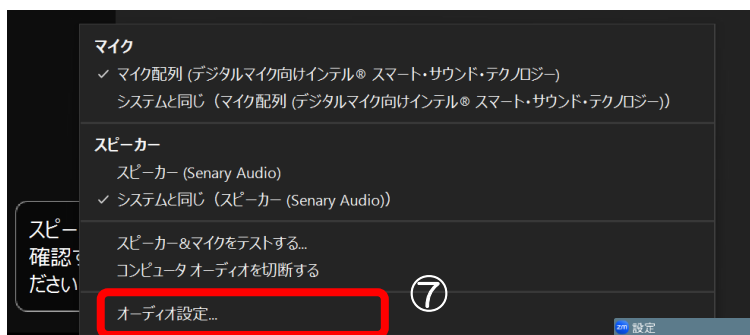 マイク
✓ マイク配列 (デジタルマイク向けインテル® スマート・サウンド・テクノロジー)
システムと同じ（マイク配列 (デジタルマイク向けインテル® スマート・サウンド・テクノロジー)）
スピーカー
スピーカー (Senary Audio)
✓ システムと同じ（スピーカー (Senary Audio)）
スピー
確認す
ださい
スピーカー&マイクをテストする...
コンピュータ オーディオを切断する
オーディオ設定...
⑦
zm 設定